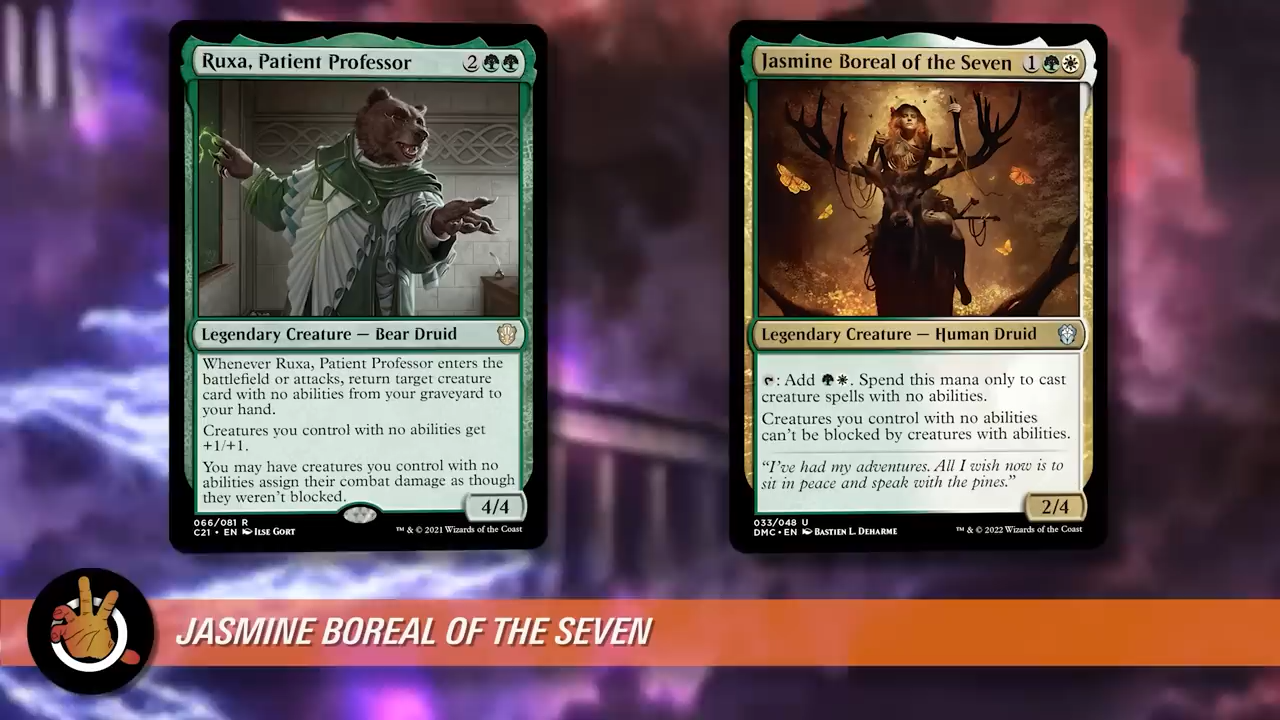 Ruxa, Patient Professor 2
Legendary Creature — Bear Druid
Whenever Ruxa, Patient Professor enters the
battlefield or attacks, return target creature
card with no abilities from your graveyard to
your hand.
Creatures you control with no abilities get
+1/+1.
You may have creatures you control with no
abilities assign their combat damage as though
they weren't blocked.
4/4
066/081 R
C21 • EN ILSE GORT
™ & © 2021 Wizards of the Coast
Jasmine Boreal of the Seven 1
Legendary Creature — Human Druid
: Add . Spend this mana only to cast
creature spells with no abilities.
Creatures you control with no abilities
can't be blocked by creatures with abilities.
“I've had my adventures. All I wish now is to
sit in peace and speak with the pines.”
2/4
033/048 U
DMC • EN BASTIEN L. DEHARME
™ & © 2022 Wizards of the Coast
JASMINE BOREAL OF THE SEVEN